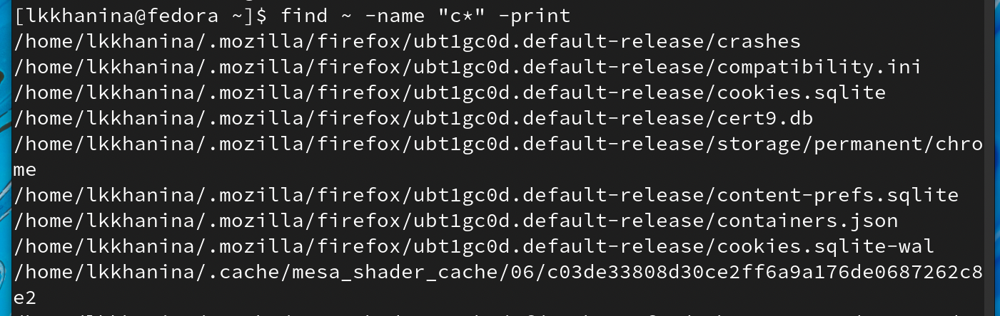 [lkkhanina@fedora ~]$ find ~ -name "c*" -print
/home/lkkhanina/.mozilla/firefox/ubt1gc0d.default-release/crashes
/home/lkkhanina/.mozilla/firefox/ubt1gc0d.default-release/compatibility.ini
/home/lkkhanina/.mozilla/firefox/ubt1gc0d.default-release/cookies.sqlite
/home/lkkhanina/.mozilla/firefox/ubt1gc0d.default-release/cert9.db
/home/lkkhanina/.mozilla/firefox/ubt1gc0d.default-release/storage/permanent/chro
me
/home/lkkhanina/.mozilla/firefox/ubt1gc0d.default-release/content-prefs.sqlite
/home/lkkhanina/.mozilla/firefox/ubt1gc0d.default-release/containers.json
/home/lkkhanina/.mozilla/firefox/ubt1gc0d.default-release/cookies.sqlite-wal
/home/lkkhanina/.cache/mesa_shader_cache/06/c03de33808d30ce2ff6a9a176de0687262c8
e2